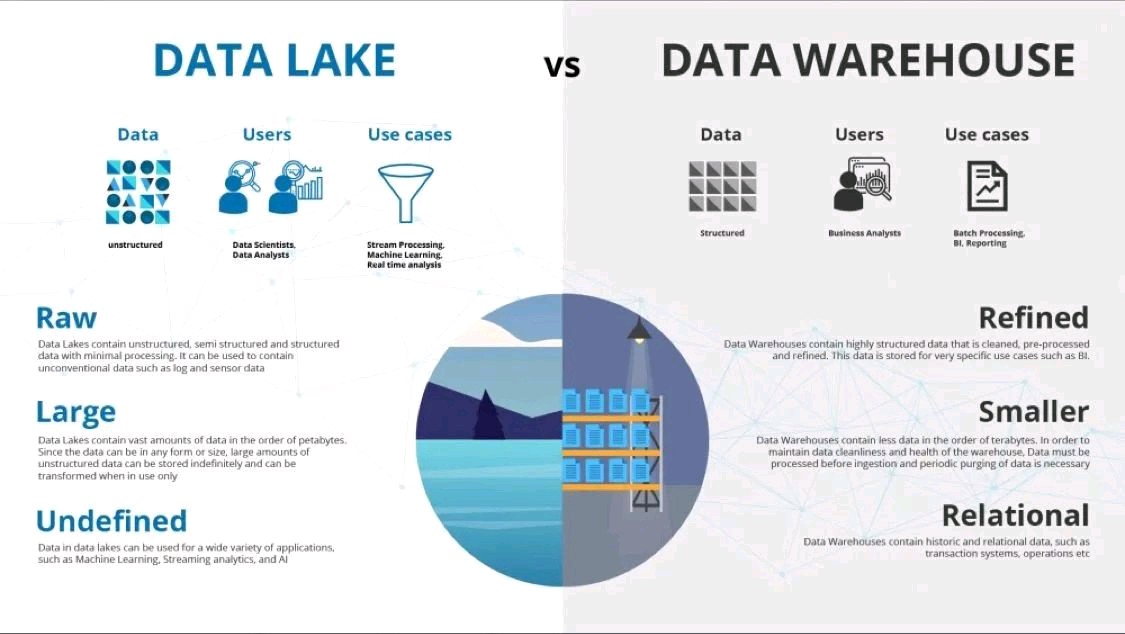 DATA LAKE
vs
DATA WAREHOUSE
Data
Users
Use cases
unstructured
Data Scientists,
Data Analysts
Stream Processing,
Machine Learning,
Real time analysis
Data
Users
Use cases
Structured
Business Analysts
Batch Processing,
BI, Reporting
Raw
Data Lakes contain unstructured, semi structured and structured
data with minimal processing. It can be used to contain
unconventional data such as log and sensor data
Large
Data Lakes contain vast amounts of data in the order of petabytes.
Since the data can be in any form or size, large amounts of
unstructured data can be stored indefinitely and can be
transformed when in use only
Undefined
Data in data lakes can be used for a wide variety of applications,
such as Machine Learning, Streaming analytics, and AI
Refined
Data Warehouses contain highly structured data that is cleaned, pre-processed
and refined. This data is stored for very specific use cases such as BI.
Smaller
Data Warehouses contain less data in the order of terabytes. In order to
maintain data cleanliness and health of the warehouse, Data must be
processed before ingestion and periodic purging of data is necessary
Relational
Data Warehouses contain historic and relational data, such as
transaction systems, operations etc